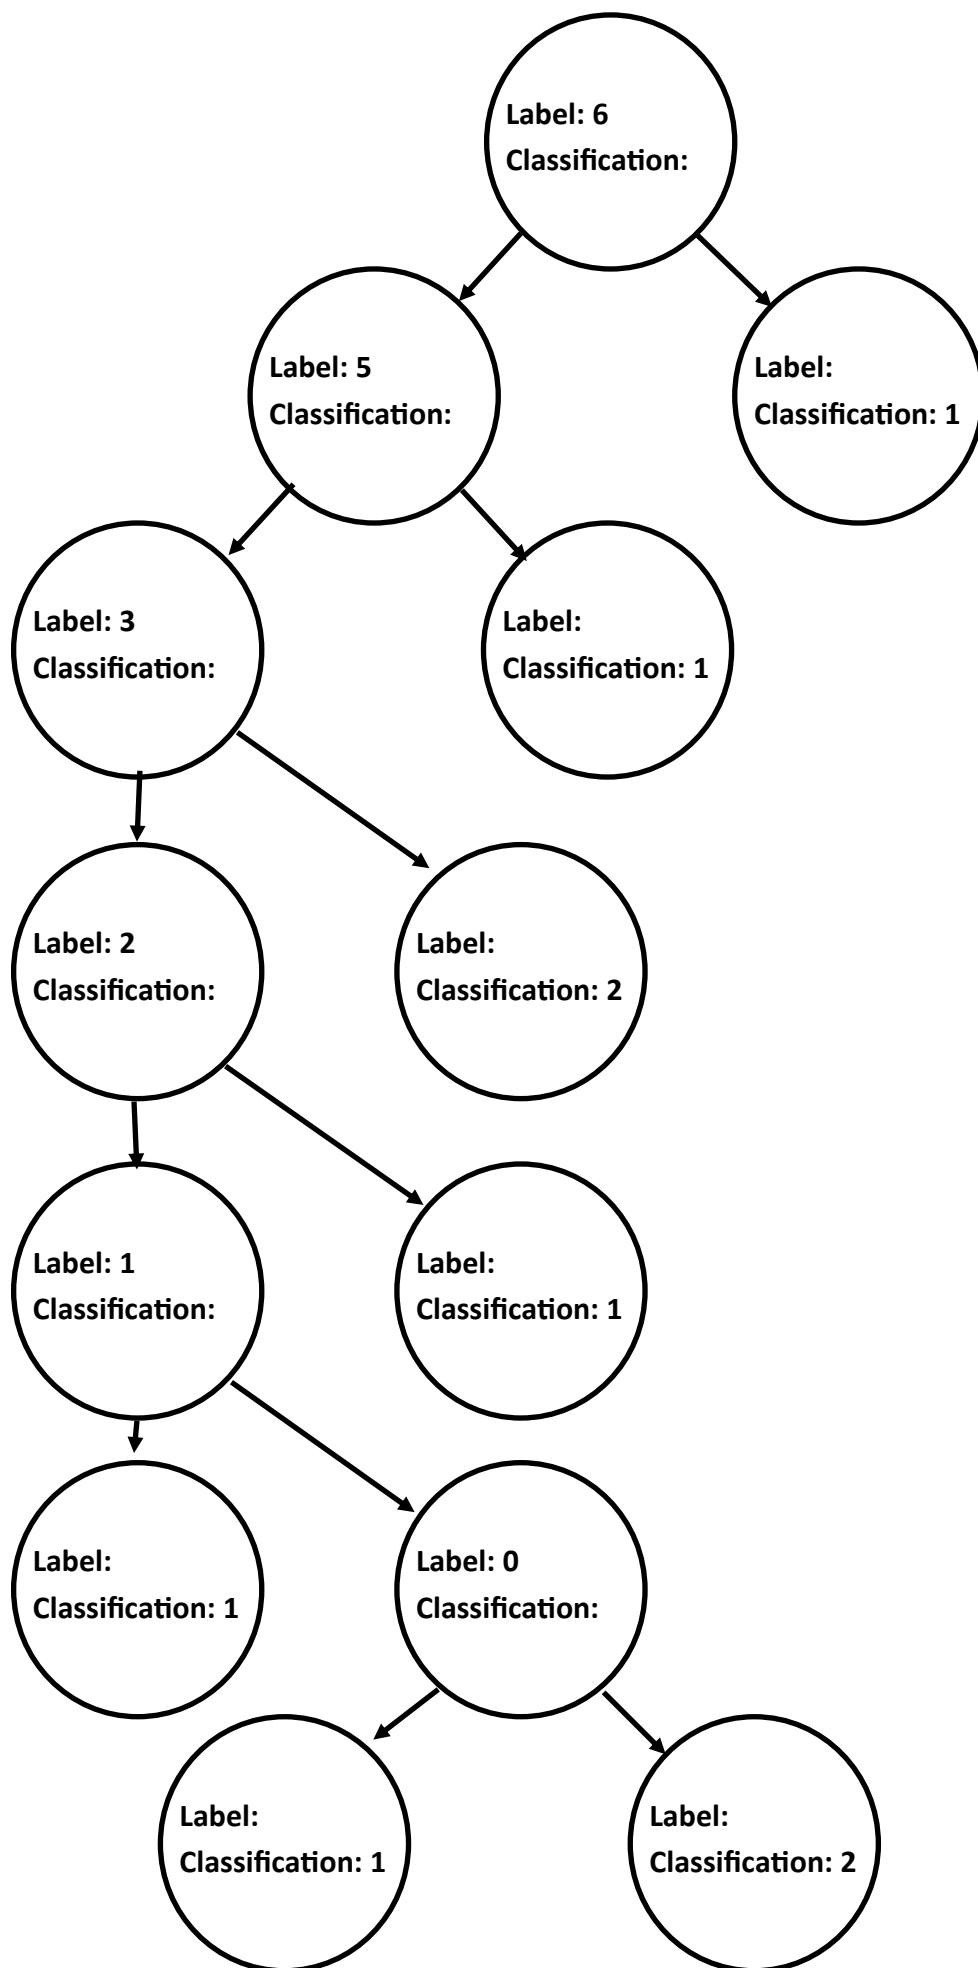 Label: 6
Classification:
Label: 5
Classification:
Label:
Classification: 1
Label: 3
Classification:
Label:
Classification: 1
Label: 2
Classification:
Label:
Classification: 2
Label: 1
Classification:
Label:
Classification: 1
Label:
Classification: 1
Label: 0
Classification:
Label:
Classification: 1
Label:
Classification: 2